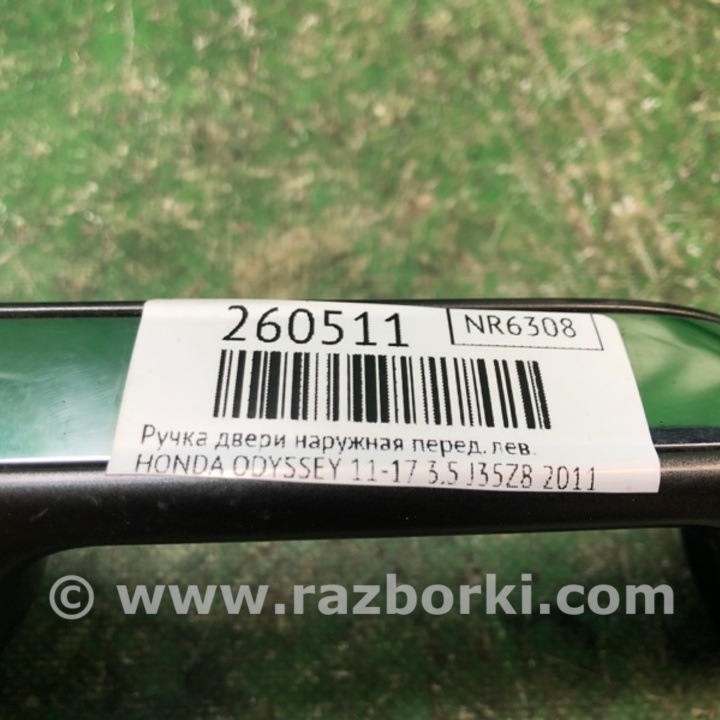 260511
NR6308
Ручка двери наружная перед. лев.
HONDA ODYSSEY 11-17 3.5 J35Z8 2011
© www.razborki.com